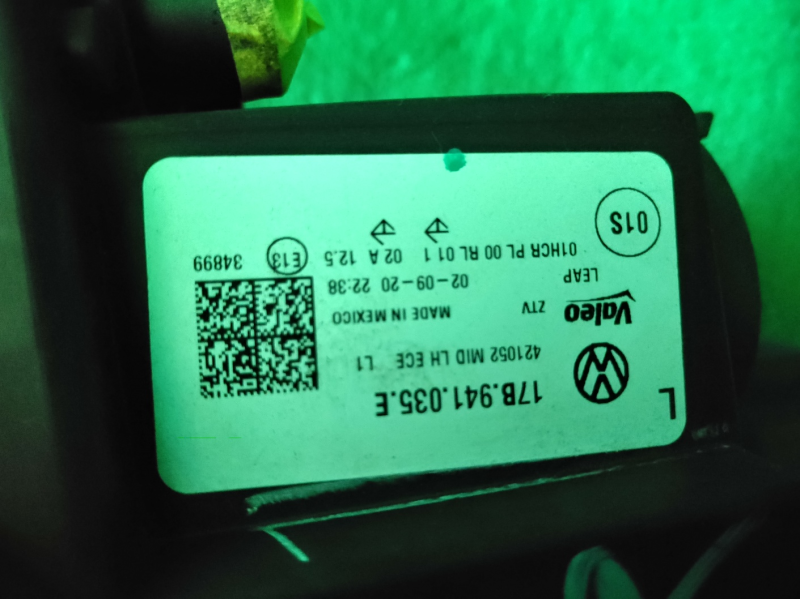 L
17B.941.035.E
421052 MID LH ECE L1
Valeo ZTV MADE IN MEXICO
LEAP 02-09-20 22:38
01HCR PL 00 RL 01 1 02 A 12.5 E13 34899
01S